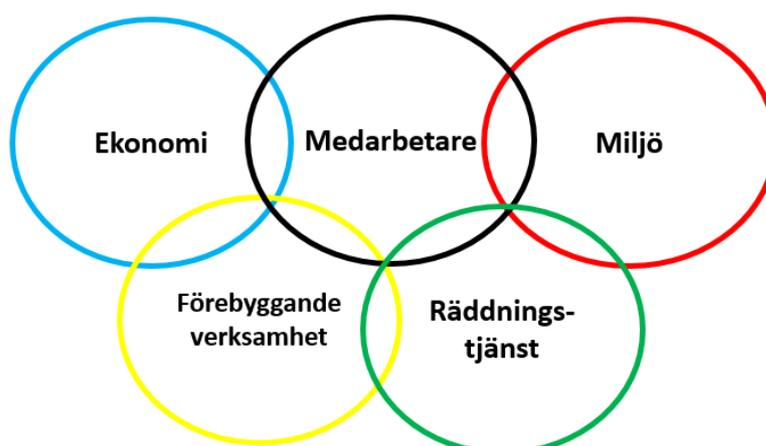 Ekonomi
Medarbetare
Miljö
Förebyggande
verksamhet
Räddnings-
tjänst